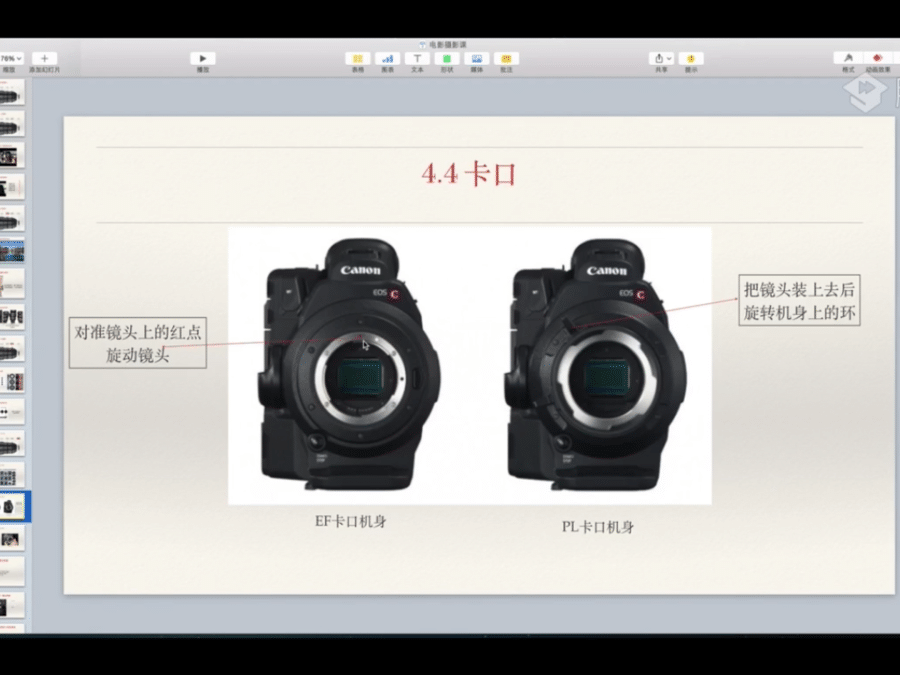 电影摄影课
76%
缩放
添加幻灯片
播放
表格
图表
文本
形状
媒体
批注
共享
提示
格式
动画效果
4.4 卡口
Canon
EOS C
Canon
EOS C
对准镜头上的红点
旋动镜头
把镜头装上去后
旋转机身上的环
EF卡口机身
PL卡口机身